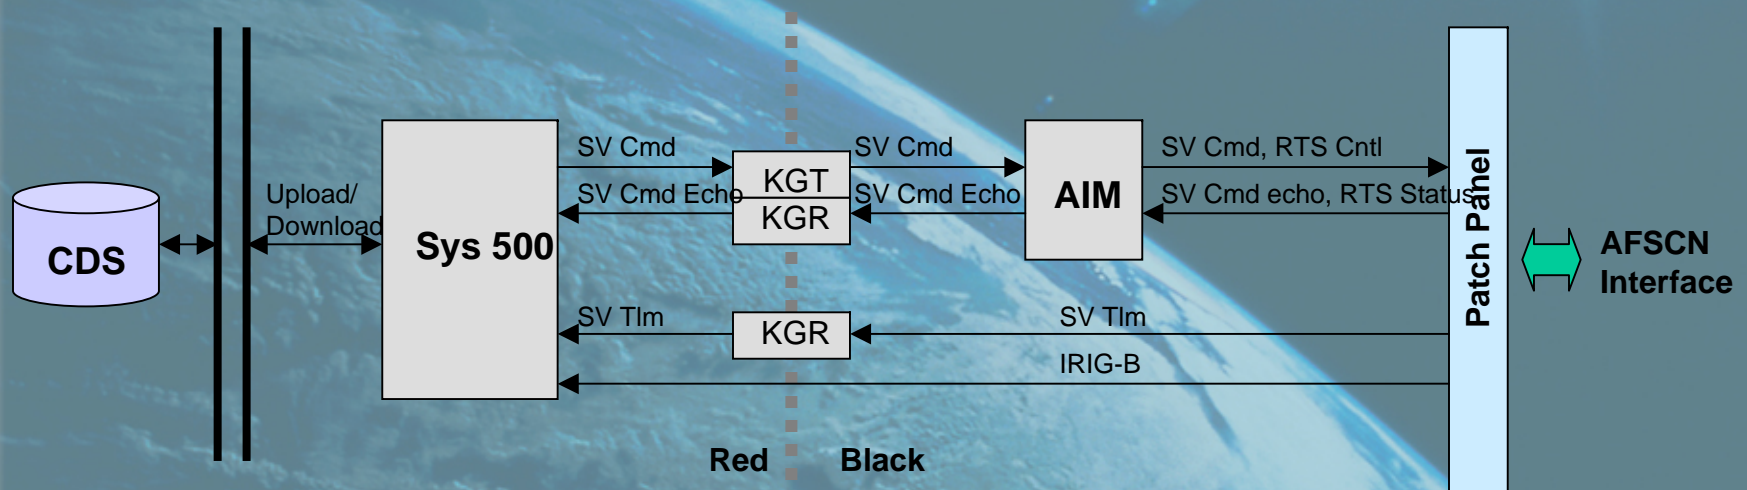 CDS
Upload/
Download
Sys 500
SV Cmd
SV Cmd Echo
SV Tlm
KGT
KGR
KGR
SV Cmd
SV Cmd Echo
AIM
SV Cmd, RTS Cntl
SV Cmd echo, RTS Status
SV Tlm
IRIG-B
Red
Black
Patch Panel
AFSCN
Interface